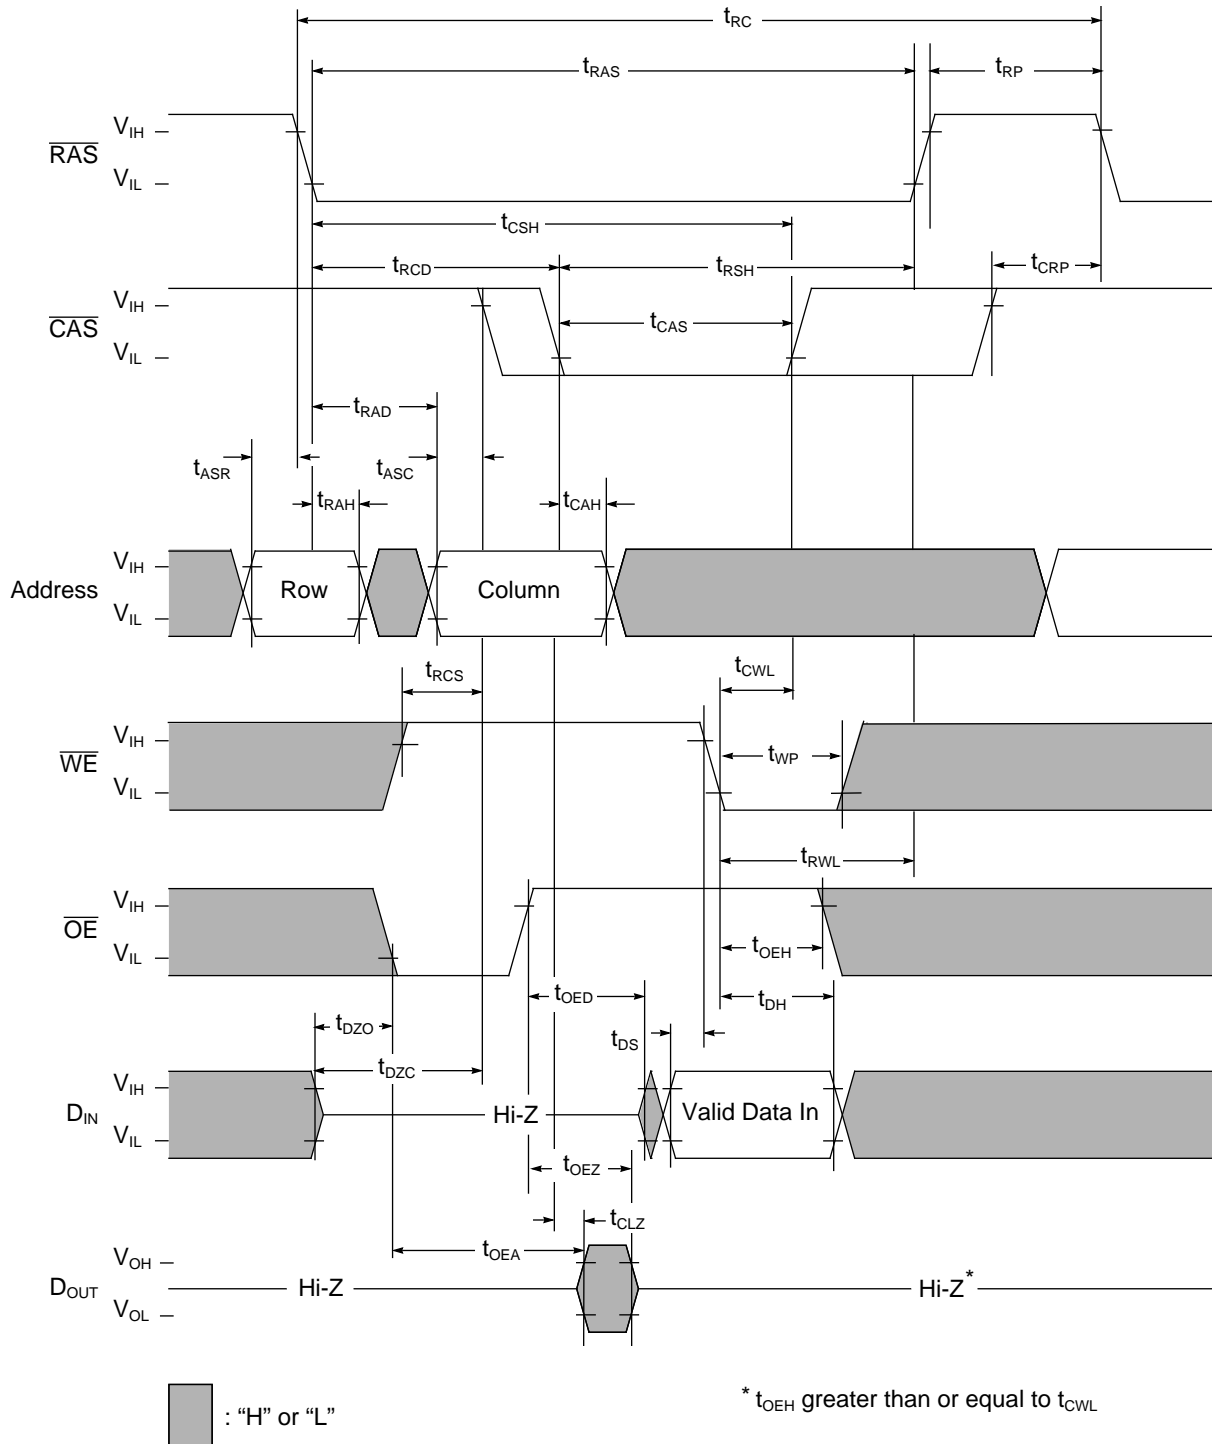 tRC
tRAS
tRP
RAS
VIH
VIL
tCSH
tRCD
tRSH
tCRP
CAS
VIH
VIL
tCAS
tRAD
tASR
tASC
tRAH
tCAH
Address
VIH
VIL
Row
Column
tRCS
tCWL
WE
VIH
VIL
tWP
tRWL
OE
VIH
VIL
tOEH
tOED
tDH
tDZO
tDS
tDZC
DIN
VIH
VIL
Hi-Z
Valid Data In
tOEZ
tCLZ
tOEA
DOUT
VOH
VOL
Hi-Z
Hi-Z*
: “H” or “L”
* tOEH greater than or equal to tCWL